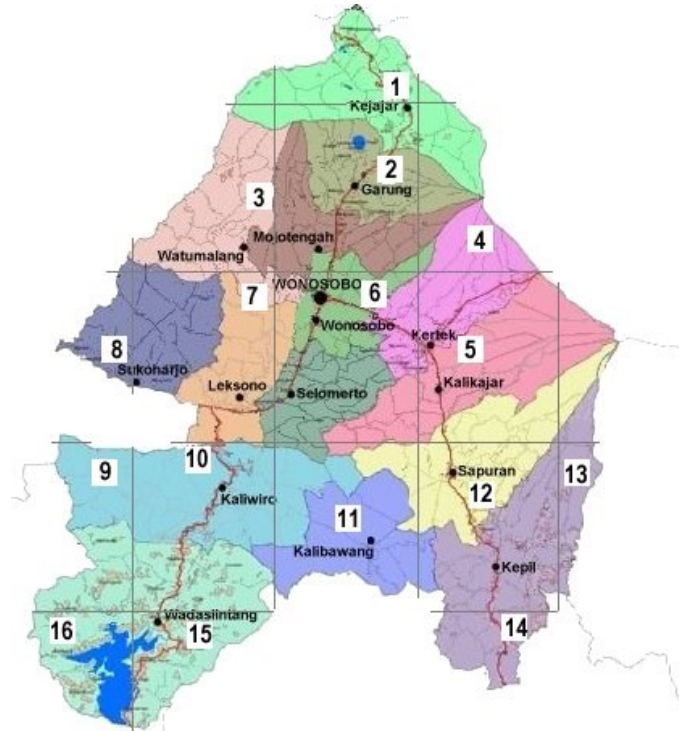 1
Kejajar
2
Garung
3
Mojotengah
4
Watumalang
WONOSOBO
7
6
Wonosobo
8
Kertek
5
Sukoharjo
Leksono
Selomerto
Kalikajar
9
10
Sapuran
13
Kaliwiro
12
11
Kalibawang
Kepil
Wadaslintang
16
15
14